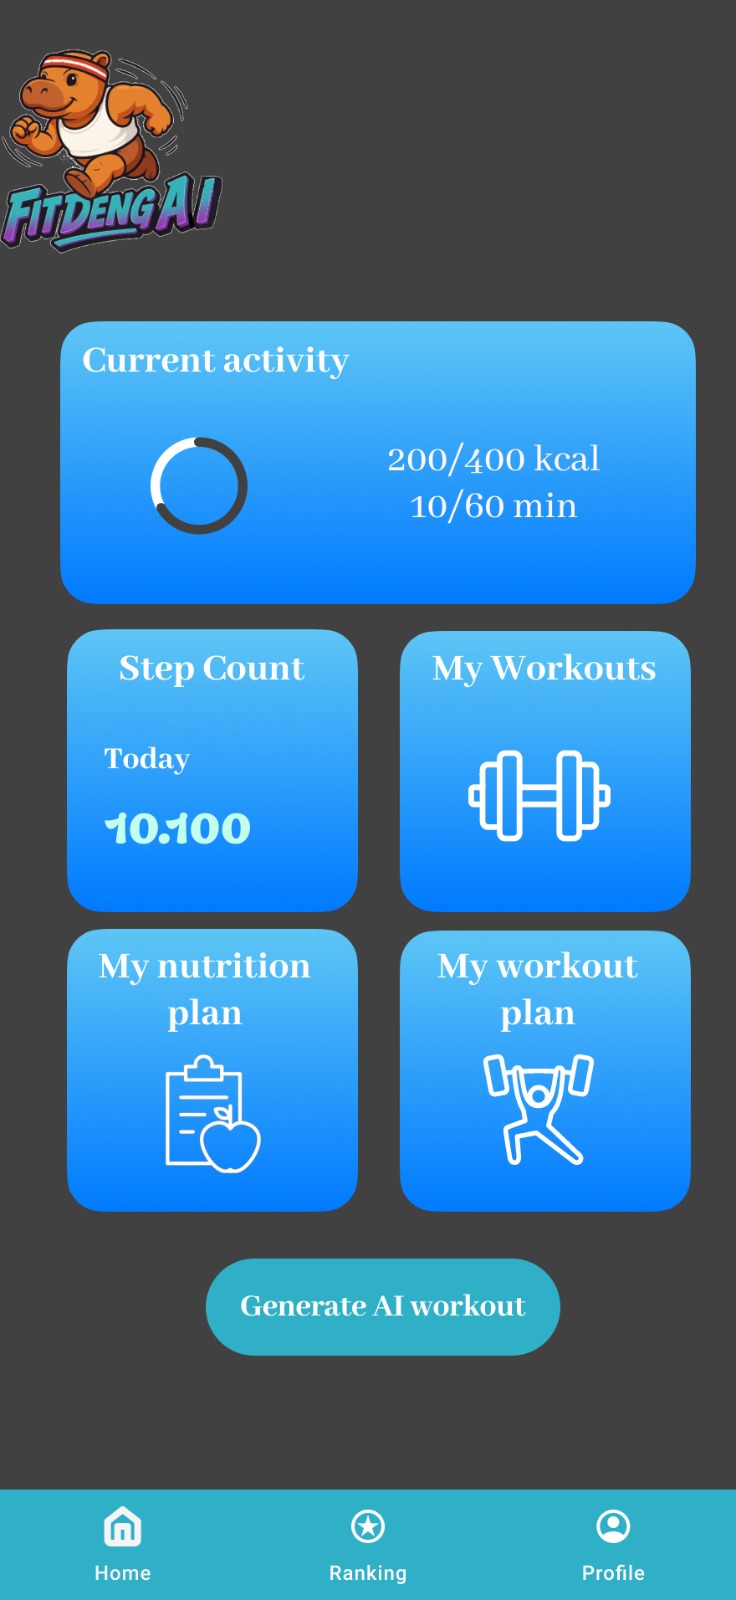 FITDENG AI
Current activity
200/400 kcal
10/60 min
Step Count
Today
10.100
My Workouts
My nutrition
plan
My workout
plan
Generate AI workout
Home
Ranking
Profile